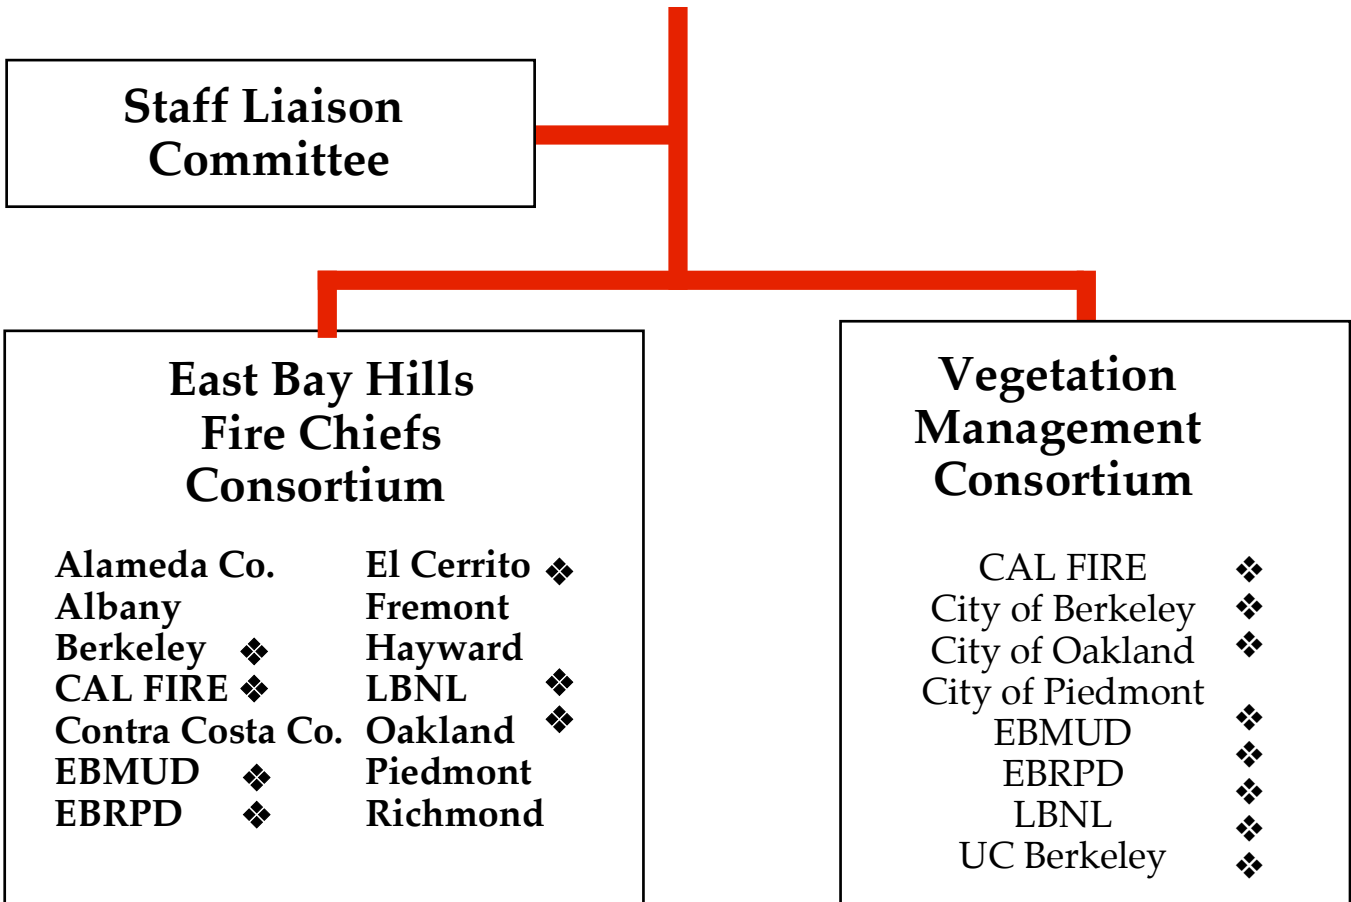 Staff Liaison
Committee
East Bay Hills
Fire Chiefs
Consortium
Alameda Co.
Albany
Berkeley ❖
CAL FIRE ❖
Contra Costa Co.
EBMUD ❖
EBRPD ❖
El Cerrito ❖
Fremont
Hayward
LBNL ❖
Oakland ❖
Piedmont
Richmond
Vegetation
Management
Consortium
CAL FIRE ❖
City of Berkeley ❖
City of Oakland ❖
City of Piedmont
EBMUD ❖
EBRPD ❖
LBNL ❖
UC Berkeley ❖